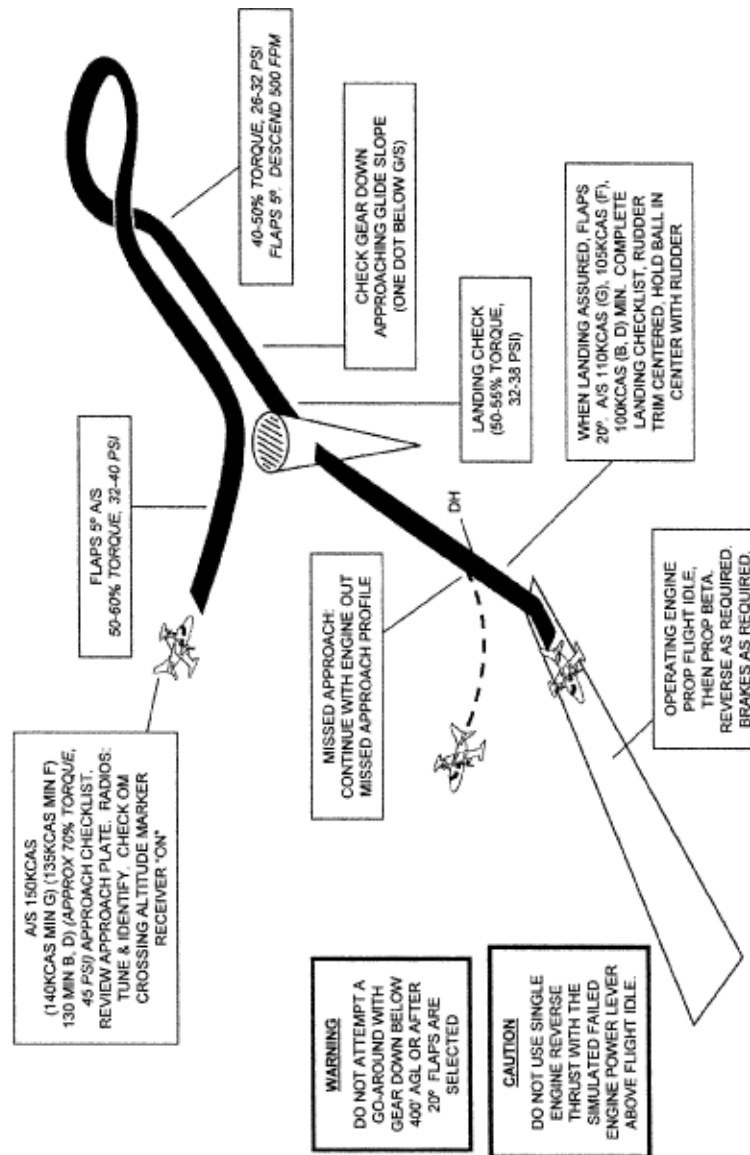 A/S 150KCAS
(140KCAS MIN G) (135KCAS MIN F)
130 MIN B, D) (APPROX 70% TORQUE,
45 PSI) APPROACH CHECKLIST,
REVIEW APPROACH PLATE. RADIOS:
TUNE & IDENTIFY. CHECK OM
CROSSING ALTITUDE MARKER
RECEIVER "ON"
FLAPS 5º A/S
50-60% TORQUE, 32-40 PSI
40-50% TORQUE, 26-32 PSI
FLAPS 5º. DESCEND 500 FPM
CHECK GEAR DOWN
APPROACHING GLIDE SLOPE
(ONE DOT BELOW G/S)
LANDING CHECK
(50-55% TORQUE,
32-38 PSI)
MISSED APPROACH:
CONTINUE WITH ENGINE OUT
MISSED APPROACH PROFILE
DH
WHEN LANDING ASSURED, FLAPS
20º. A/S 110KCAS (G), 105KCAS (F),
100KCAS (B, D) MIN. COMPLETE
LANDING CHECKLIST, RUDDER
TRIM CENTERED, HOLD BALL IN
CENTER WITH RUDDER
OPERATING ENGINE
PROP FLIGHT IDLE,
THEN PROP BETA.
REVERSE AS REQUIRED.
BRAKES AS REQUIRED.
WARNING
DO NOT ATTEMPT A
GO-AROUND WITH
GEAR DOWN BELOW
400' AGL OR AFTER
20º FLAPS ARE
SELECTED
CAUTION
DO NOT USE SINGLE
ENGINE REVERSE
THRUST WITH THE
SIMULATED FAILED
ENGINE POWER LEVER
ABOVE FLIGHT IDLE.